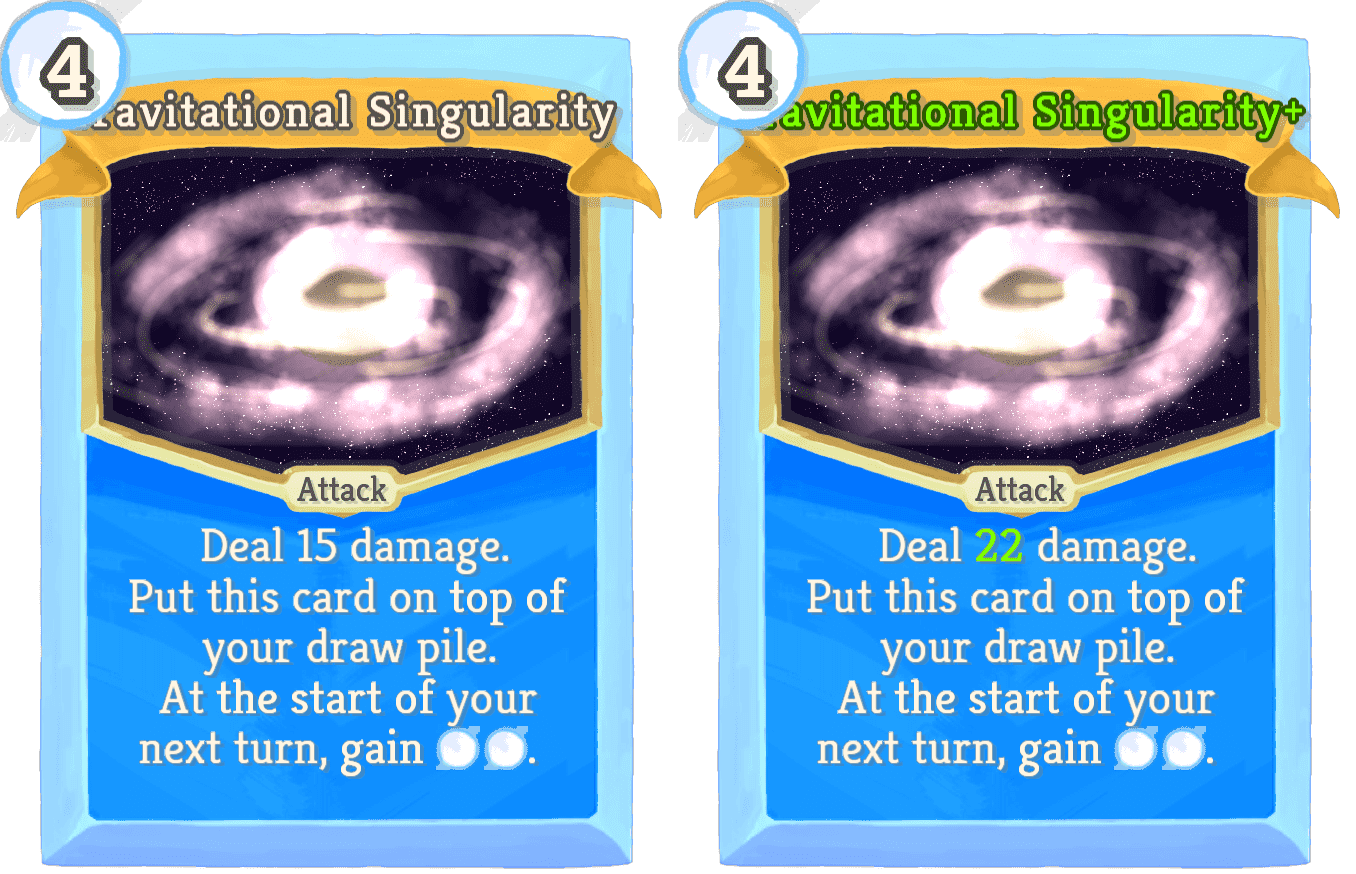 4
ravitational Singularity
Attack
Deal 15 damage.
Put this card on top of
your draw pile.
At the start of your
next turn, gain .
4
avitational Singularity+
Attack
Deal 22 damage.
Put this card on top of
your draw pile.
At the start of your
next turn, gain .